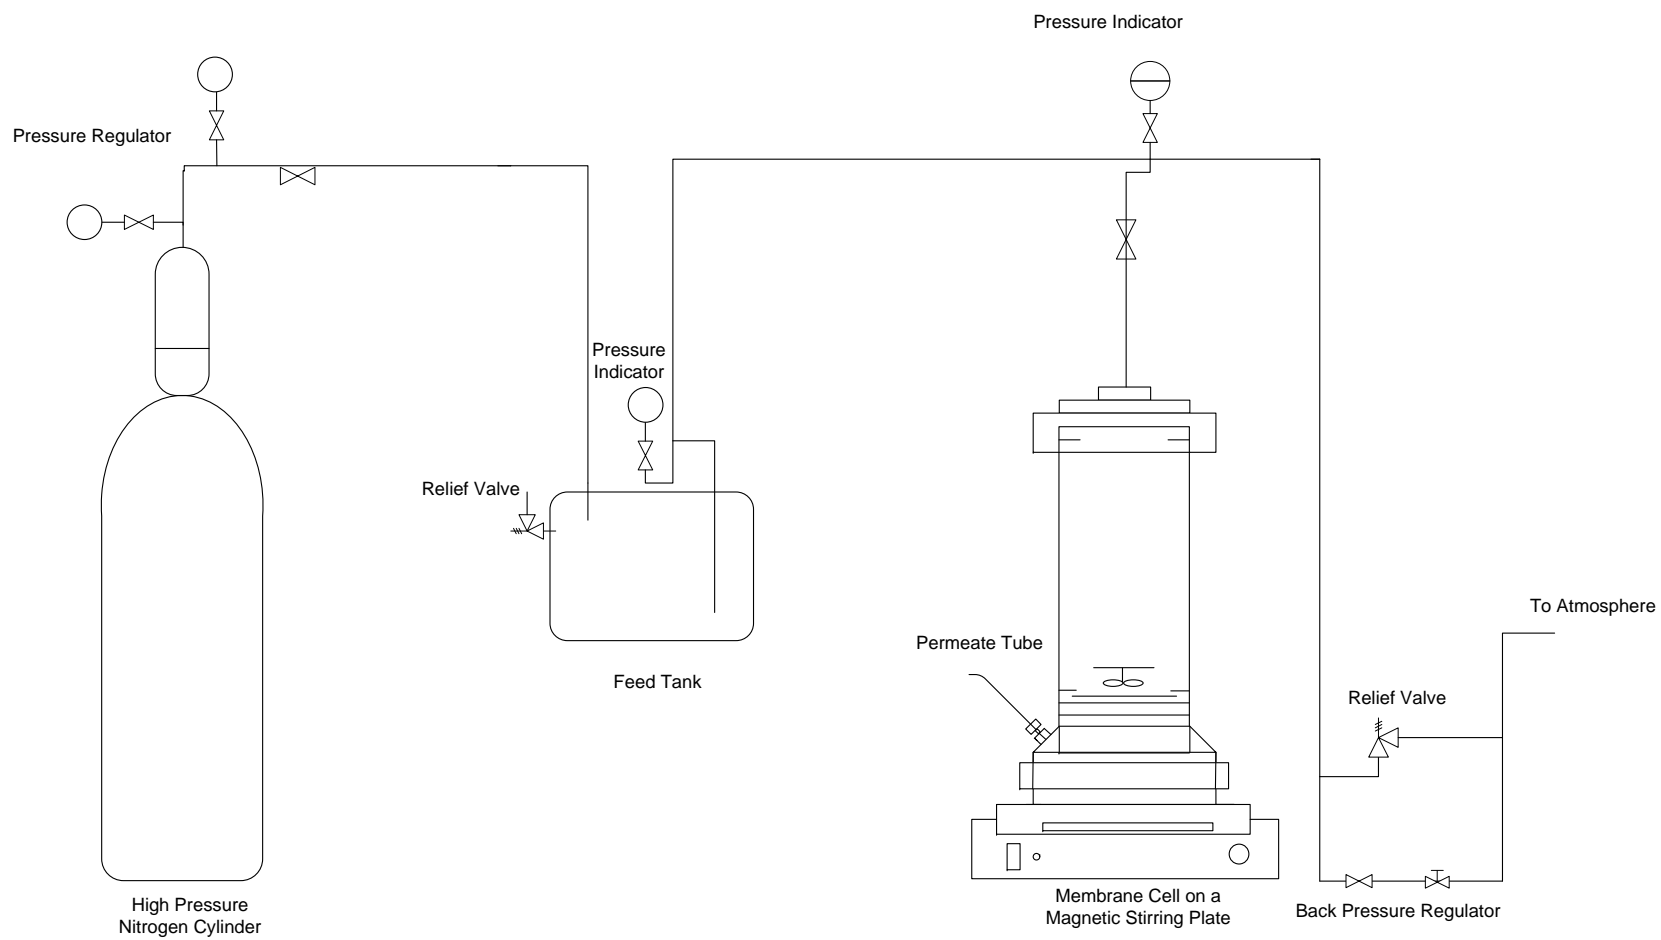 Pressure Indicator
Pressure Regulator
Pressure
Indicator
Relief Valve
To Atmosphere
Permeate Tube
Feed Tank
Relief Valve
Membrane Cell on a
Magnetic Stirring Plate
High Pressure
Nitrogen Cylinder
Back Pressure Regulator